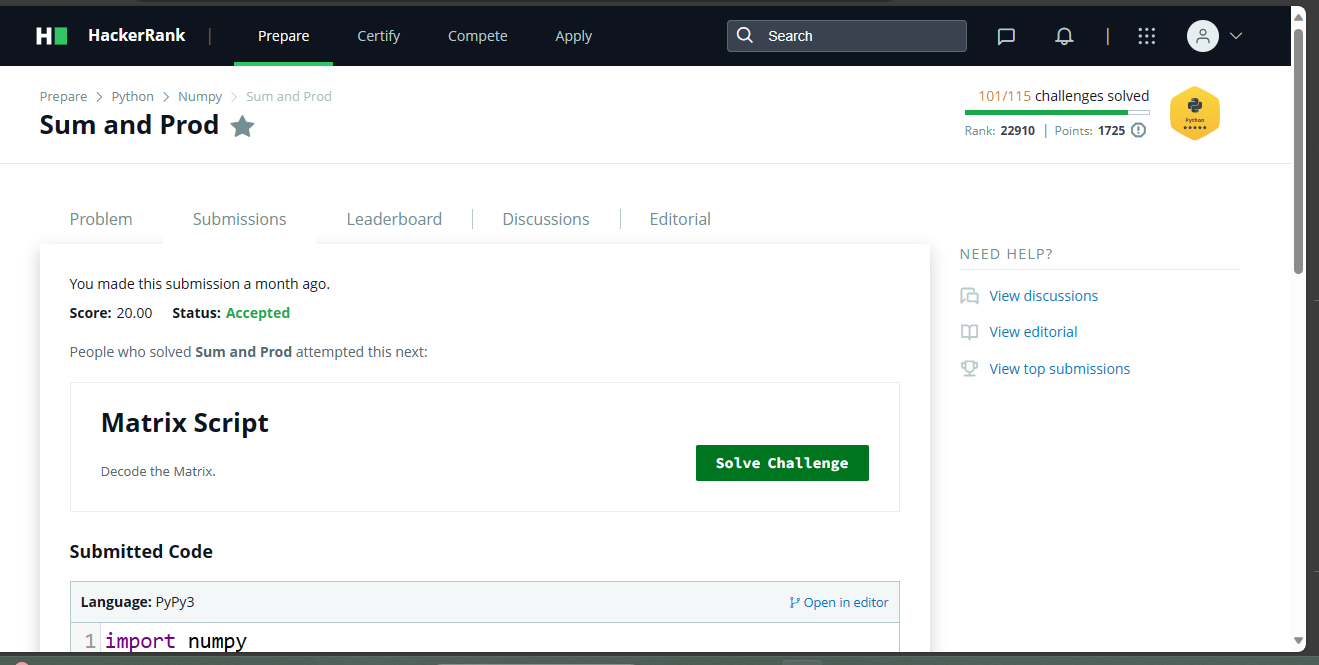 H HackerRank | Prepare Certify Compete Apply Search |
Prepare > Python > Numpy > Sum and Prod
Sum and Prod
101/115 challenges solved
Rank: 22910 | Points: 1725
Python
Problem Submissions Leaderboard Discussions Editorial
You made this submission a month ago.
Score: 20.00 Status: Accepted
People who solved Sum and Prod attempted this next:
Matrix Script
Decode the Matrix.
Solve Challenge
Submitted Code
Language: PyPy3 Open in editor
1 import numpy
NEED HELP?
View discussions
View editorial
View top submissions